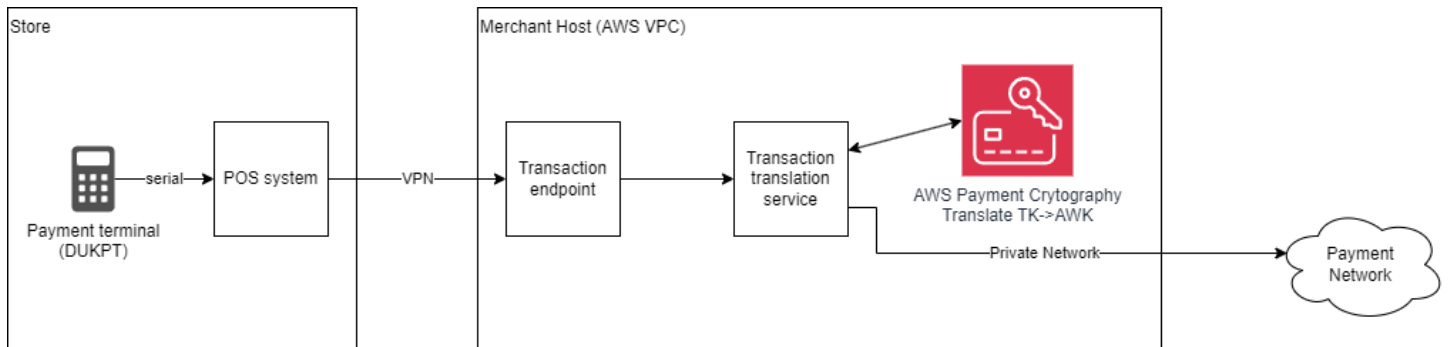 Store
Merchant Host (AWS VPC)
Payment terminal
(DUKPT)
serial
POS system
VPN
Transaction
endpoint
Transaction
translation
service
AWS Payment Crytography
Translate TK->AWK
Private Network
Payment
Network